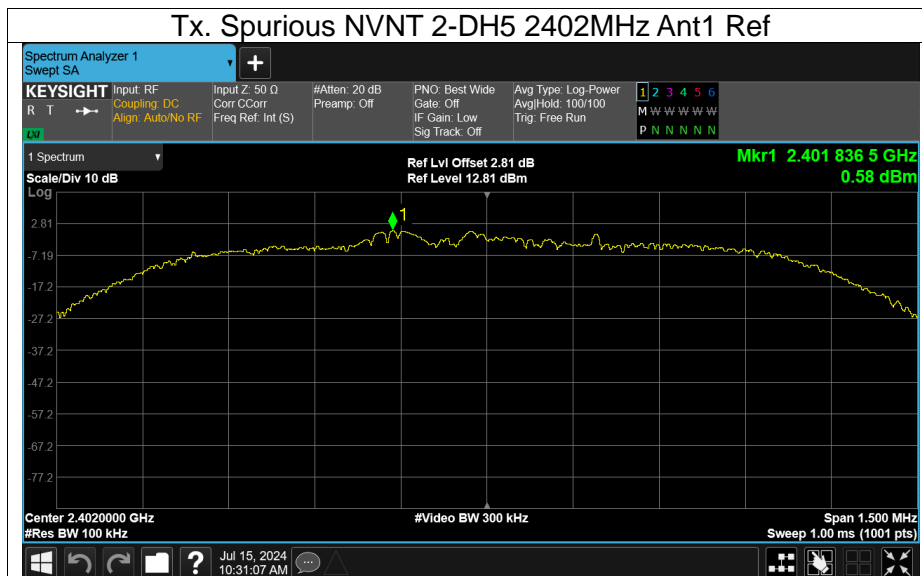 Tx. Spurious NVNT 2-DH5 2402MHz Ant1 Ref
Spectrum Analyzer 1
Swept SA
KEYSIGHT
R T
LXI
Input: RF
Coupling: DC
Align: Auto/No RF
Input Z: 50 Ω
Corr CCorr
Freq Ref: Int (S)
#Atten: 20 dB
Preamp: Off
PNO: Best Wide
Gate: Off
IF Gain: Low
Sig Track: Off
Avg Type: Log-Power
Avg|Hold: 100/100
Trig: Free Run
1 2 3 4 5 6
M W W W W W
P N N N N N
1 Spectrum
Scale/Div 10 dB
Ref Lvl Offset 2.81 dB
Ref Level 12.81 dBm
Mkr1 2.401 836 5 GHz
0.58 dBm
Log
1
2.81
-7.19
-17.2
-27.2
-37.2
-47.2
-57.2
-67.2
-77.2
Center 2.4020000 GHz
#Video BW 300 kHz
Span 1.500 MHz
#Res BW 100 kHz
Sweep 1.00 ms (1001 pts)
?
Jul 15, 2024
10:31:07 AM